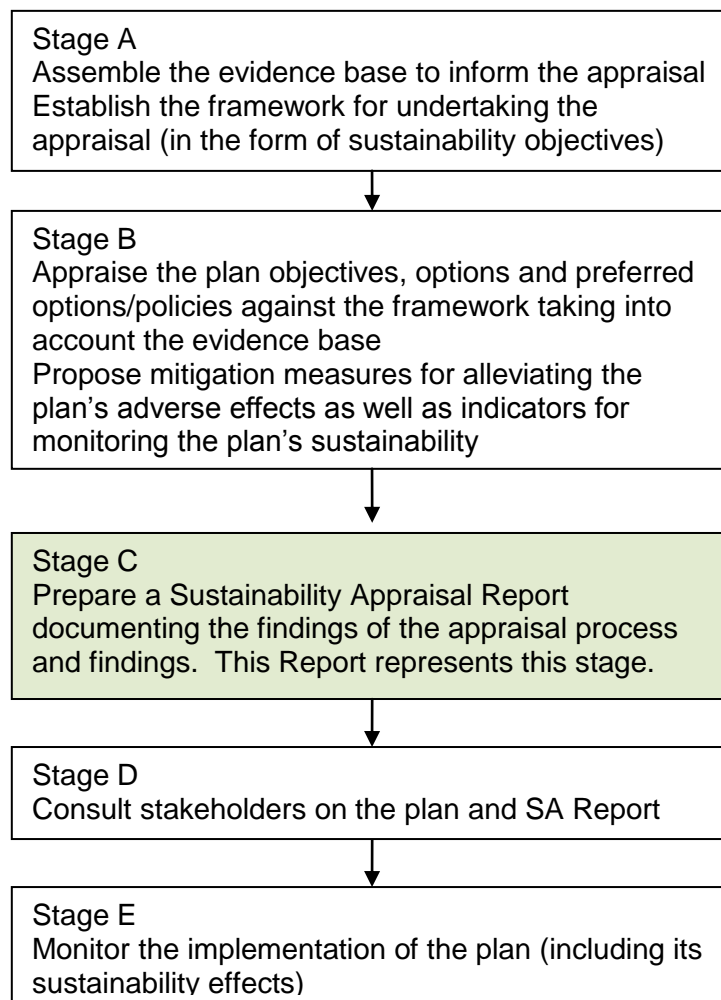 Stage A
Assemble the evidence base to inform the appraisal
Establish the framework for undertaking the
appraisal (in the form of sustainability objectives)
Stage B
Appraise the plan objectives, options and preferred
options/policies against the framework taking into
account the evidence base
Propose mitigation measures for alleviating the
plan’s adverse effects as well as indicators for
monitoring the plan’s sustainability
Stage C
Prepare a Sustainability Appraisal Report
documenting the findings of the appraisal process
and findings.  This Report represents this stage.
Stage D
Consult stakeholders on the plan and SA Report
Stage E
Monitor the implementation of the plan (including its
sustainability effects)